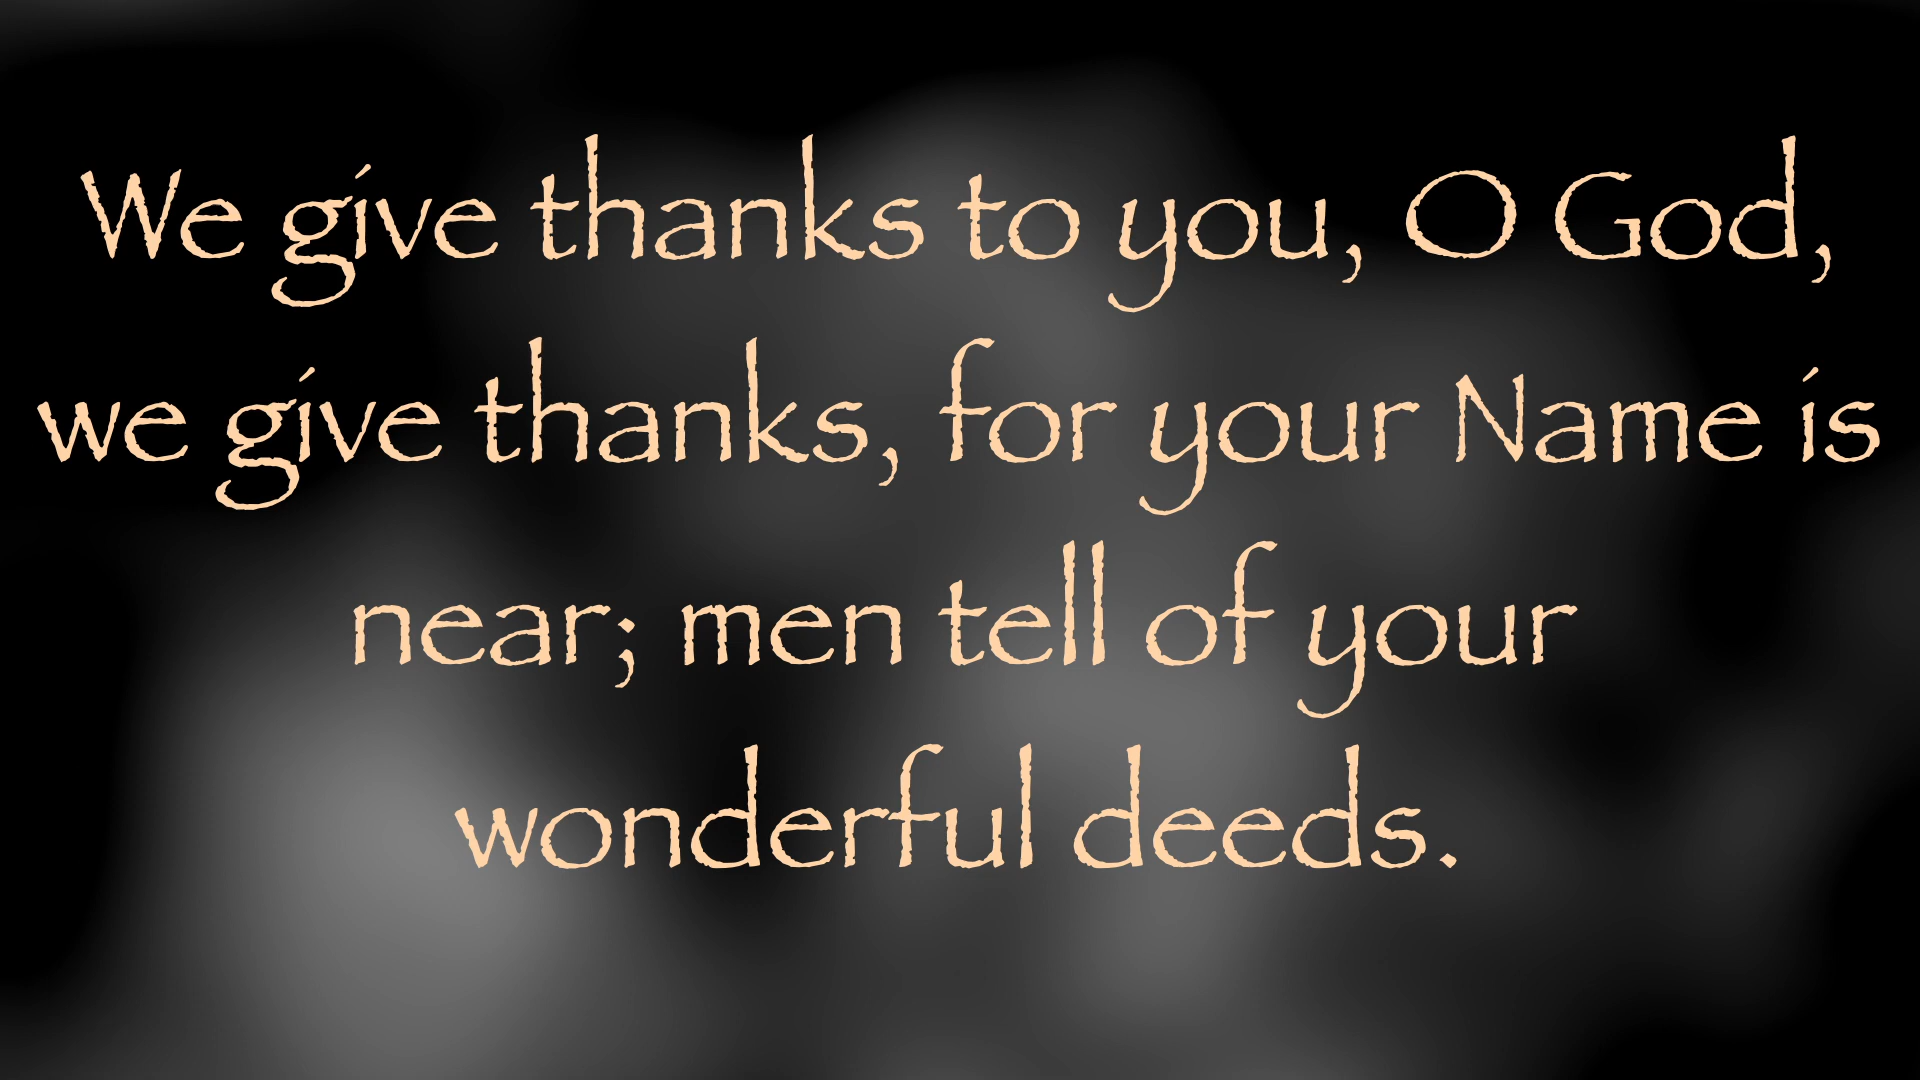 We give thanks to you, O God,
we give thanks, for your Name is
near; men tell of your
wonderful deeds.